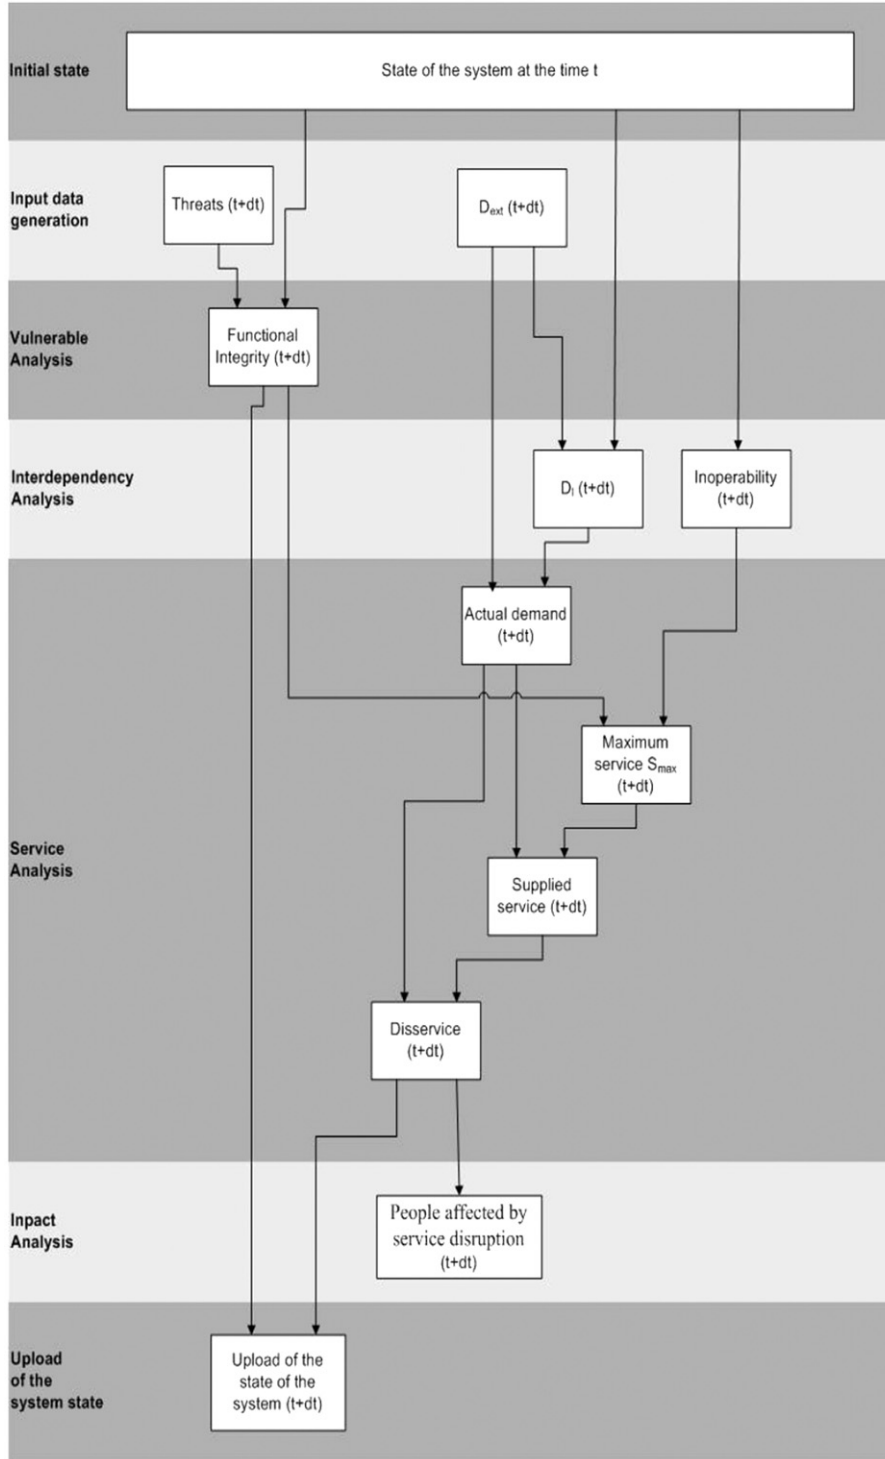 Initial state
State of the system at the time t
Input data
generation
Threats (t+dt)
Dext (t+dt)
Vulnerable
Analysis
Functional
Integrity (t+dt)
Interdependency
Analysis
DI (t+dt)
Inoperability
(t+dt)
Actual demand
(t+dt)
Maximum
service Smax
(t+dt)
Service
Analysis
Supplied
service (t+dt)
Disservice
(t+dt)
Inpact
Analysis
People affected by
service disruption
(t+dt)
Upload
of the
system state
Upload of the
state of the
system (t+dt)